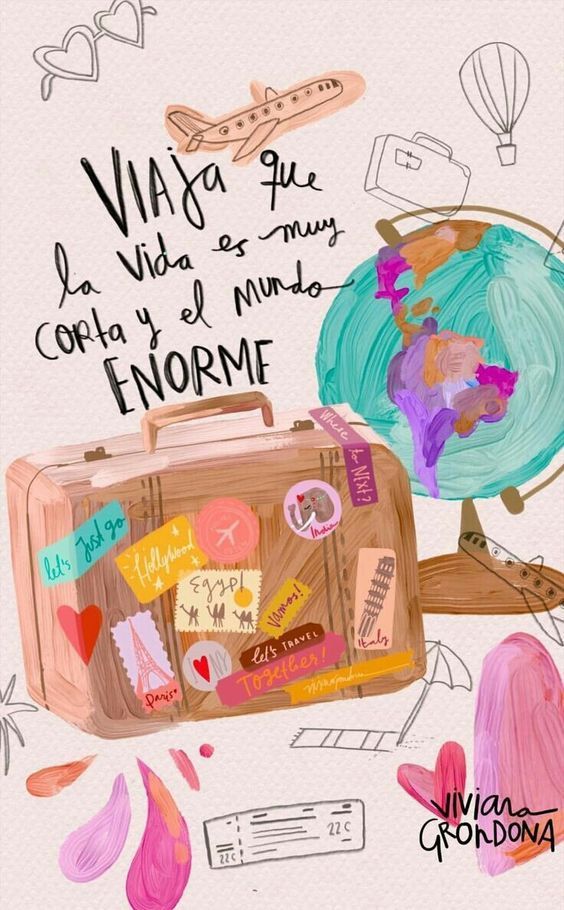 VIAJA que
la vida es muy
corta y el mundo
ENORME
Where to NEXT?
let's Just go
Hollywood
India
EGYPT
Vamos!
Italy
let's TRAVEL
TOGETHER!
Paris
22C
22C
viviana
GRONDONA